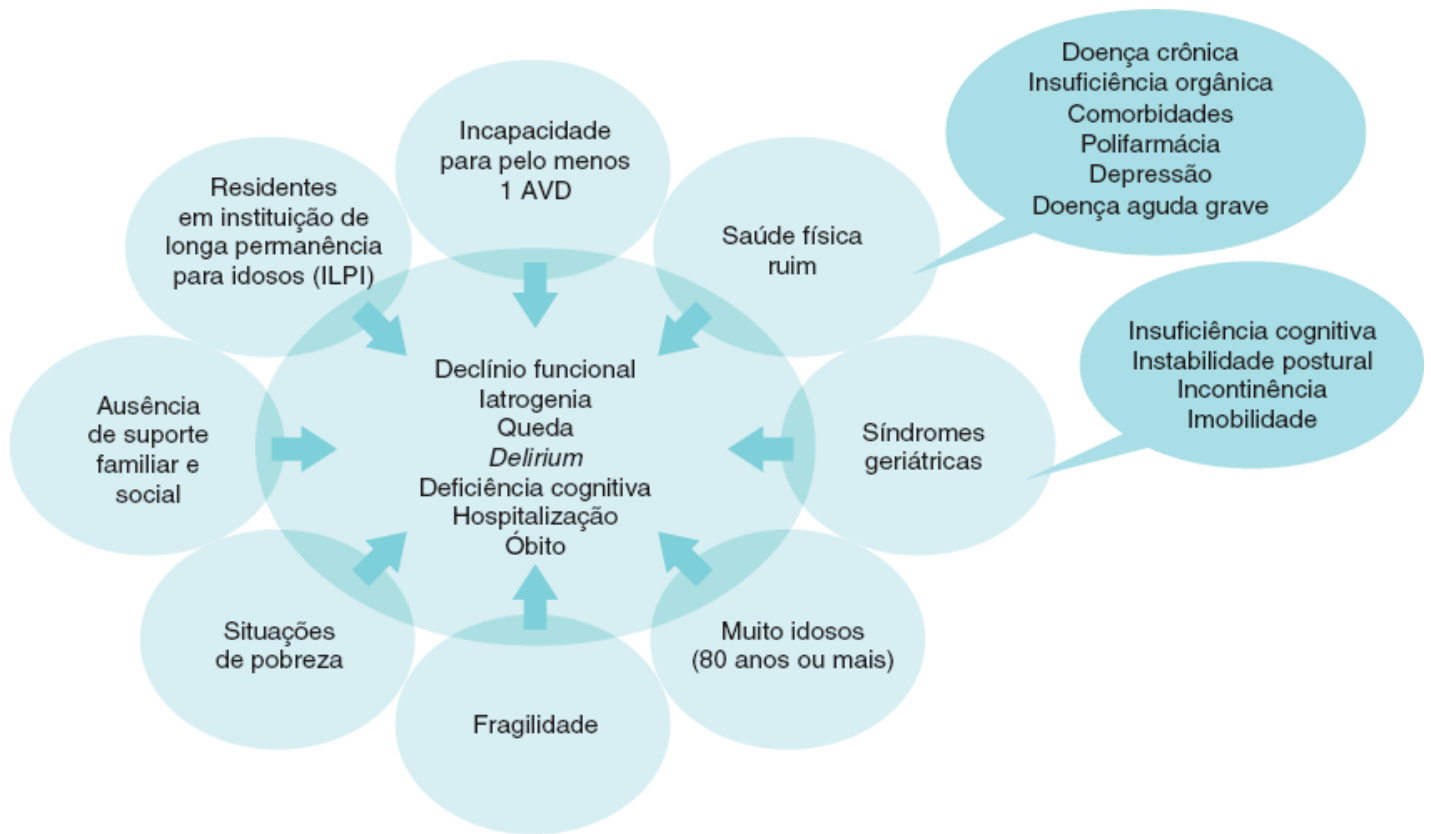 Incapacidade
para pelo menos
1 AVD
Saúde física
ruim
Doença crônica
Insuficiência orgânica
Comorbidades
Polifarmácia
Depressão
Doença aguda grave
Síndromes
geriátricas
Insuficiência cognitiva
Instabilidade postural
Incontinência
Imobilidade
Muito idosos
(80 anos ou mais)
Fragilidade
Situações
de pobreza
Ausência
de suporte
familiar e
social
Residentes
em instituição de
longa permanência
para idosos (ILPI)
Declínio funcional
Iatrogenia
Queda
Delirium
Deficiência cognitiva
Hospitalização
Óbito